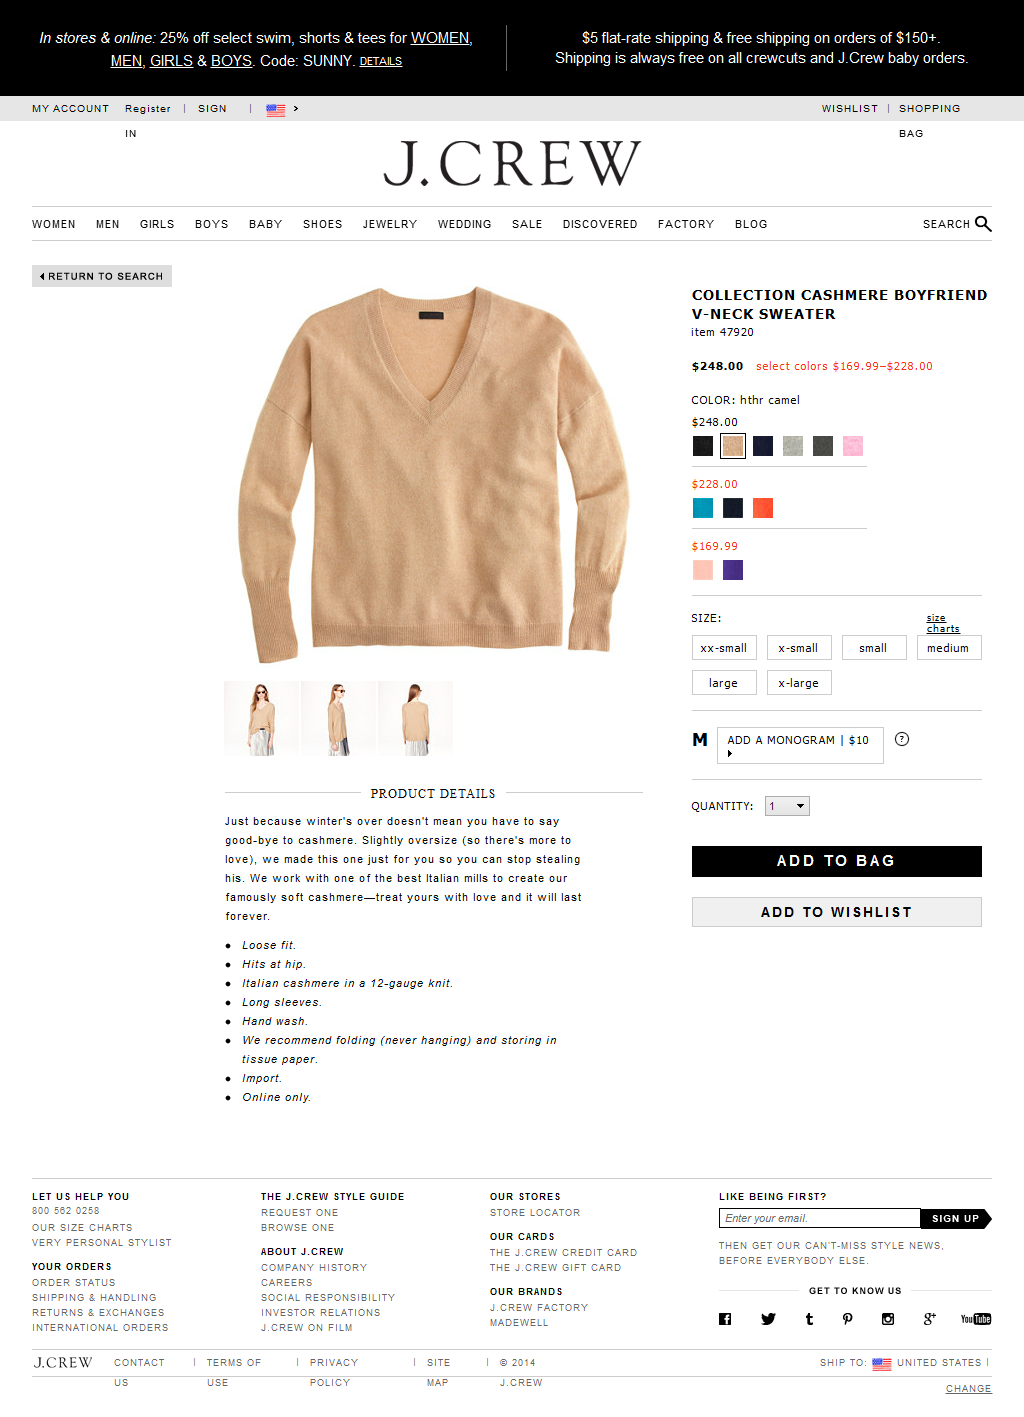 In stores & online: 25% off select swim, shorts & tees for WOMEN,
MEN, GIRLS & BOYS. Code: SUNNY. DETAILS
$5 flat-rate shipping & free shipping on orders of $150+.
Shipping is always free on all crewcuts and J.Crew baby orders.
MY ACCOUNT Register | SIGN IN |
WISHLIST | SHOPPING BAG
J.CREW
WOMEN MEN GIRLS BOYS BABY SHOES JEWELRY WEDDING SALE DISCOVERED FACTORY BLOG SEARCH
RETURN TO SEARCH
COLLECTION CASHMERE BOYFRIEND
V-NECK SWEATER
item 47920
$248.00 select colors $169.99–$228.00
COLOR: hthr camel
$248.00
$228.00
$169.99
SIZE:
size
charts
xx-small x-small small medium
large x-large
M ADD A MONOGRAM | $10 ?
QUANTITY: 1
ADD TO BAG
ADD TO WISHLIST
PRODUCT DETAILS
Just because winter's over doesn't mean you have to say
good-bye to cashmere. Slightly oversize (so there's more to
love), we made this one just for you so you can stop stealing
his. We work with one of the best Italian mills to create our
famously soft cashmere—treat yours with love and it will last
forever.
• Loose fit.
• Hits at hip.
• Italian cashmere in a 12-gauge knit.
• Long sleeves.
• Hand wash.
• We recommend folding (never hanging) and storing in
tissue paper.
• Import.
• Online only.
LET US HELP YOU
800 562 0258
OUR SIZE CHARTS
VERY PERSONAL STYLIST
YOUR ORDERS
ORDER STATUS
SHIPPING & HANDLING
RETURNS & EXCHANGES
INTERNATIONAL ORDERS
THE J.CREW STYLE GUIDE
REQUEST ONE
BROWSE ONE
ABOUT J.CREW
COMPANY HISTORY
CAREERS
SOCIAL RESPONSIBILITY
INVESTOR RELATIONS
J.CREW ON FILM
OUR STORES
STORE LOCATOR
OUR CARDS
THE J.CREW CREDIT CARD
THE J.CREW GIFT CARD
OUR BRANDS
J.CREW FACTORY
MADEWELL
LIKE BEING FIRST?
Enter your email. SIGN UP
THEN GET OUR CAN'T-MISS STYLE NEWS,
BEFORE EVERYBODY ELSE.
GET TO KNOW US
You Tube
J.CREW CONTACT US | TERMS OF USE | PRIVACY POLICY | SITE MAP | © 2014 J.CREW
SHIP TO: UNITED STATES |
CHANGE